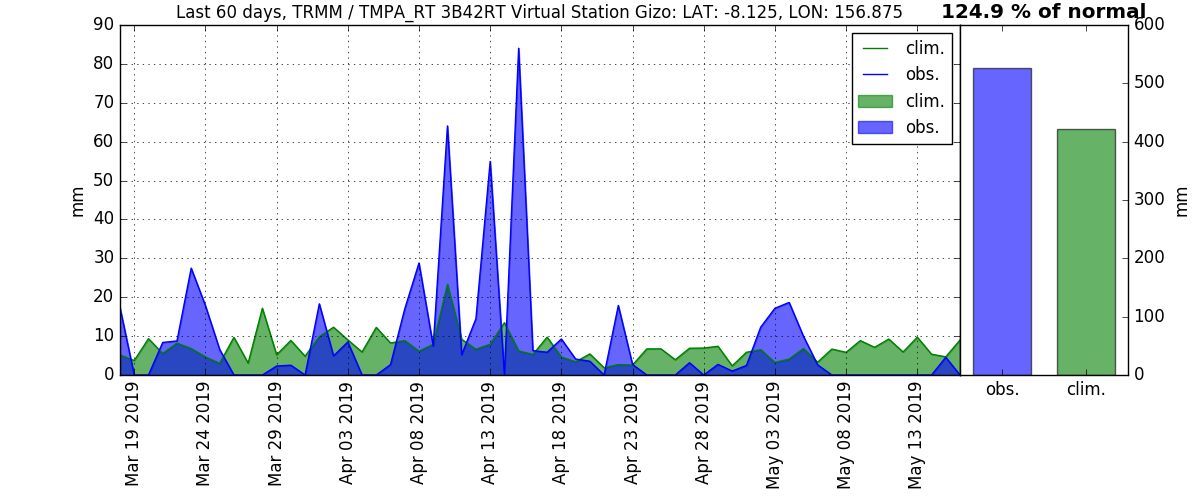 Last 60 days, TRMM / TMPA_RT 3B42RT Virtual Station Gizo: LAT: -8.125, LON: 156.875
124.9 % of normal
90
80
70
60
50
40
30
20
10
0
mm
clim.
obs.
clim.
obs.
Mar 19 2019
Mar 24 2019
Mar 29 2019
Apr 03 2019
Apr 08 2019
Apr 13 2019
Apr 18 2019
Apr 23 2019
Apr 28 2019
May 03 2019
May 08 2019
May 13 2019
600
500
400
300
200
100
0
mm
obs.
clim.